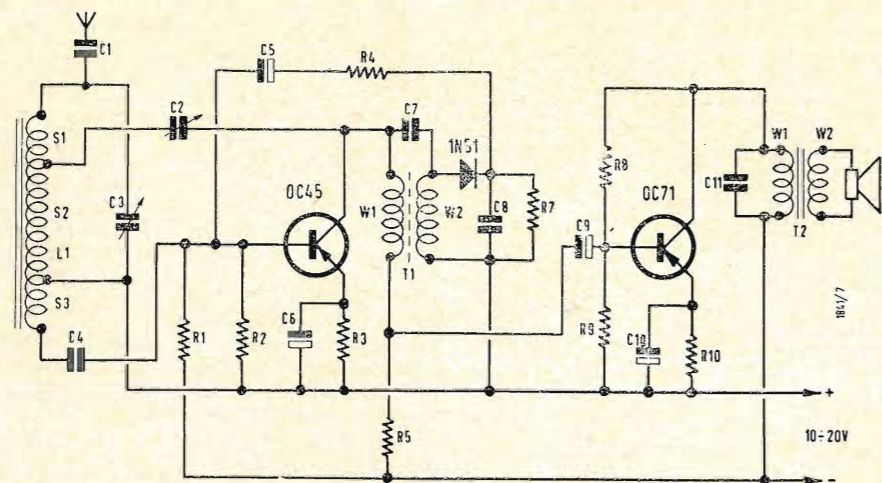 C1
C5
R4
C2
C7
1N51
S1
S2
L1
S3
C3
OC45
W1
W2
T1
C8
R7
C9
R8
OC71
C11
W1
W2
T2
C4
R1
R2
C6
R3
R5
R9
C10
R10
1841/7
+
10÷20V
-